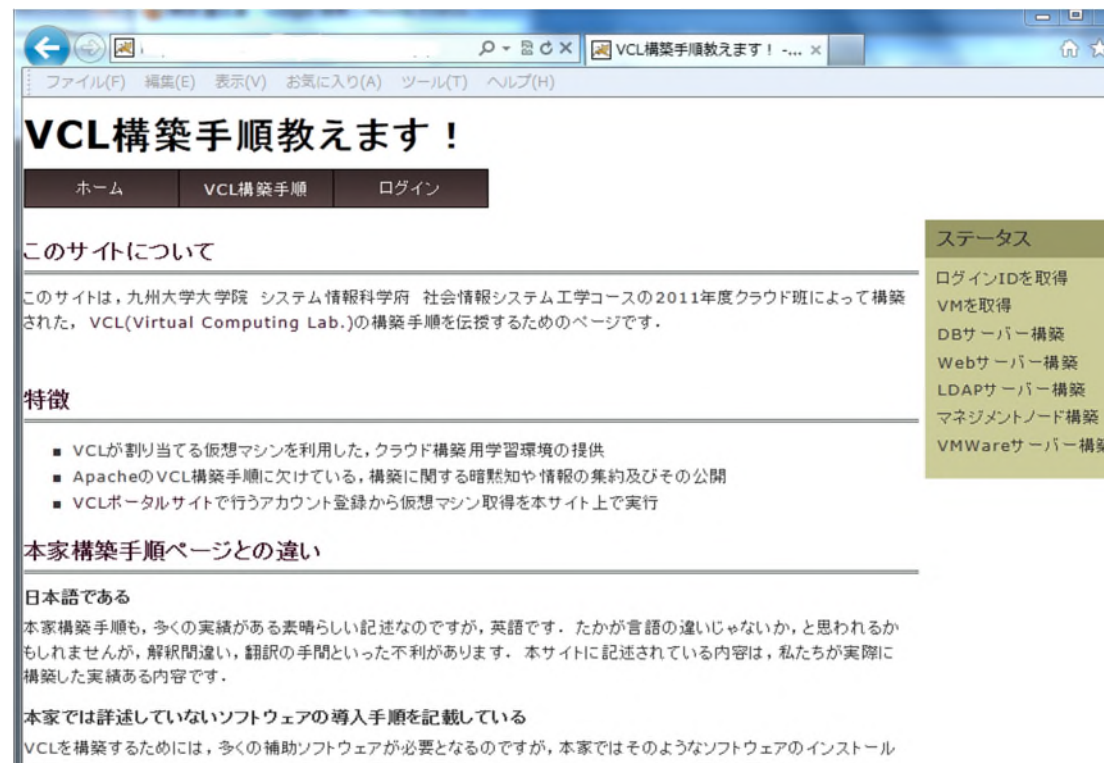 VCL構築手順教えます！ -...
ファイル(F) 編集(E) 表示(V) お気に入り(A) ツール(T) ヘルプ(H)
VCL構築手順教えます！
ホーム VCL構築手順 ログイン
このサイトについて
このサイトは，九州大学大学院 システム情報科学府 社会情報システム工学コースの2011年度クラウド班によって構築
された， VCL(Virtual Computing Lab.)の構築手順を伝授するためのページです．
特徴
■ VCLが割り当てる仮想マシンを利用した，クラウド構築用学習環境の提供
■ ApacheのVCL構築手順に欠けている，構築に関する暗黙知や情報の集約及びその公開
■ VCLポータルサイトで行うアカウント登録から仮想マシン取得を本サイト上で実行
本家構築手順ページとの違い
日本語である
本家構築手順も，多くの実績がある素晴らしい記述なのですが，英語です．たかが言語の違いじゃないか，と思われるか
もしれませんが，解釈間違い，翻訳の手間といった不利があります．本サイトに記述されている内容は，私たちが実際に
構築した実績ある内容です．
本家では詳述していないソフトウェアの導入手順を記載している
VCLを構築するためには，多くの補助ソフトウェアが必要となるのですが，本家ではそのようなソフトウェアのインストール
ステータス
ログインIDを取得
VMを取得
DBサーバー構築
Webサーバー構築
LDAPサーバー構築
マネジメントノード構築
VMWareサーバー構築